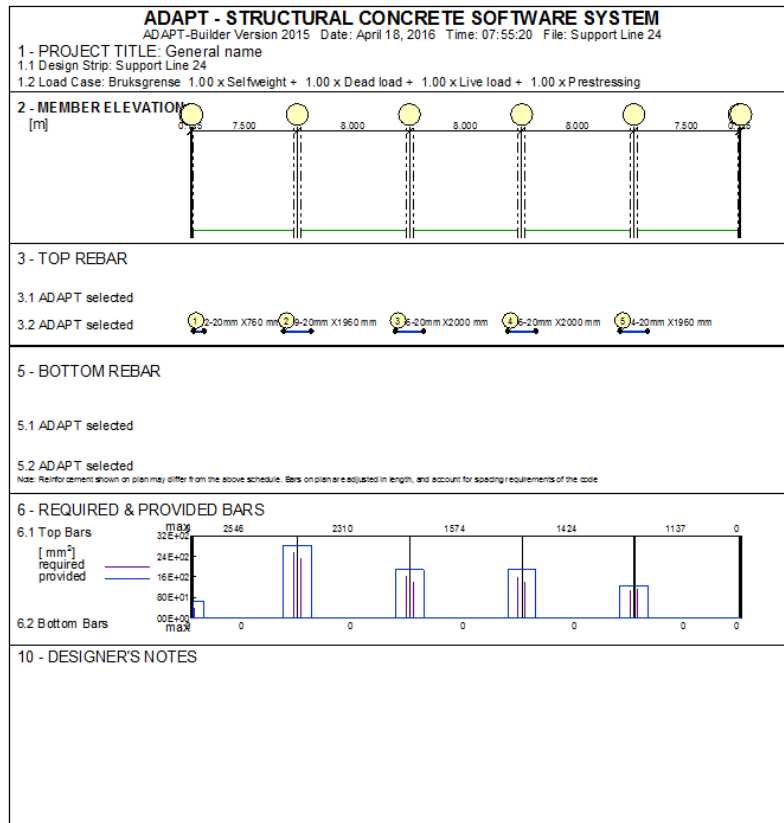 ADAPT - STRUCTURAL CONCRETE SOFTWARE SYSTEM
ADAPT-Builder Version 2015 Date: April 18, 2016 Time: 07:55:20 File: Support Line 24
1 - PROJECT TITLE: General name
1.1 Design Strip: Support Line 24
1.2 Load Case: Bruksgrense 1.00 x Selfweight + 1.00 x Dead load + 1.00 x Live load + 1.00 x Prestressing
2 - MEMBER ELEVATION
[m] 7.500 8.000 8.000 8.000 7.500
3 - TOP REBAR
3.1 ADAPT selected
3.2 ADAPT selected 1 2-20mm X760 mm 2 9-20mm X1960 mm 3 6-20mm X2000 mm 4 6-20mm X2000 mm 5 4-20mm X1960 mm
5 - BOTTOM REBAR
5.1 ADAPT selected
5.2 ADAPT selected
Note: Reinforcement shown on plan may differ from the above schedule. Bars on plan are adjusted in length, and account for spacing requirements of the code
6 - REQUIRED & PROVIDED BARS
6.1 Top Bars max 2546 2310 1574 1424 1137 0
32E+02
[mm²] 24E+02
required
provided 16E+02
80E+01
00E+00
6.2 Bottom Bars max 0 0 0 0 0 0
10 - DESIGNER'S NOTES